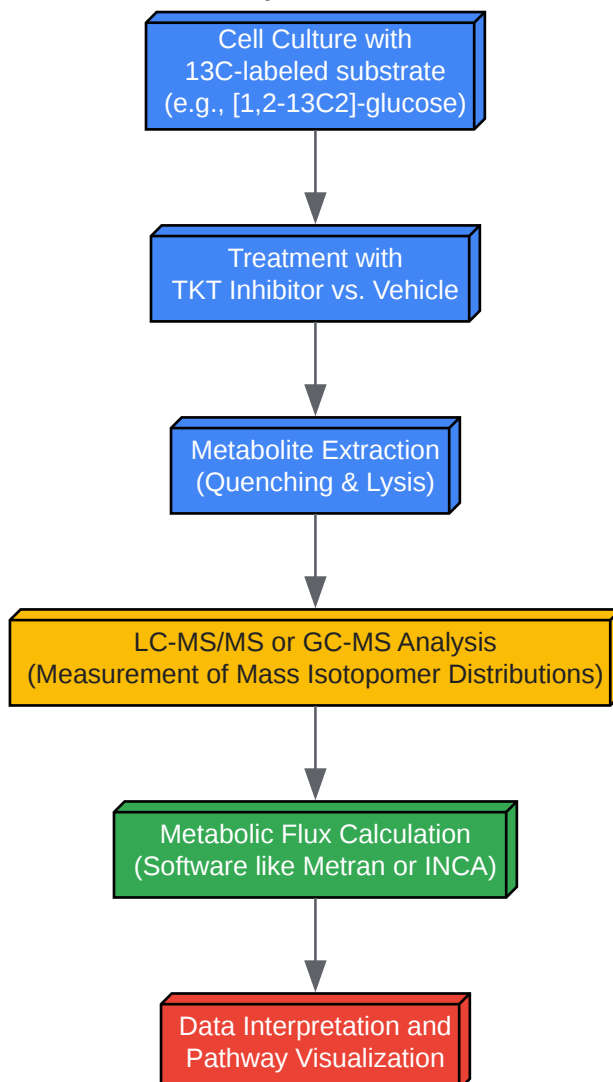 Cell Culture with
13C-labeled substrate
(e.g., [1,2-13C2]-glucose)
Treatment with
TKT Inhibitor vs. Vehicle
Metabolite Extraction
(Quenching & Lysis)
LC-MS/MS or GC-MS Analysis
(Measurement of Mass Isotopomer Distributions)
Metabolic Flux Calculation
(Software like Metran or INCA)
Data Interpretation and
Pathway Visualization